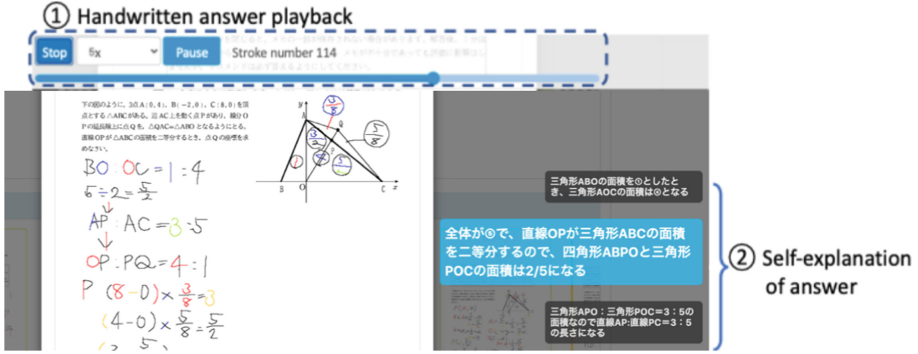 ① Handwritten answer playback
Stop
5x
Pause
Stroke number 114
下の図のように、3点A(0,4)、B(-2,0)、C(8,0)を頂
点とする△ABCがある。辺AC上を動く点Pがあり、線分O
Pの延長線上に点Qを、△QAC=△AHOとなるようにとる。
直線OPが△ABCの面積を二等分するとき、点Qの座標を求
めなさい。
BO:OC=1:4
5÷2=5/2
AP:AC=3:5
OP:PQ=4:1
P (8-0)×3/8=3
(4-0)×5/8=5/2
y
A
Q
P
B
O
C
x
3/8
3/2
5/8
1
三角形ABOの面積を①としたと
き、三角形AOCの面積は④となる
全体が⑤で、直線OPが三角形ABCの面積
を二等分するので、四角形ABPOと三角形
POCの面積は2/5になる
三角形APO:三角形POC=3:5の
面積なので直線AP:直線PC=3:5
の長さになる
② Self-explanation
of answer